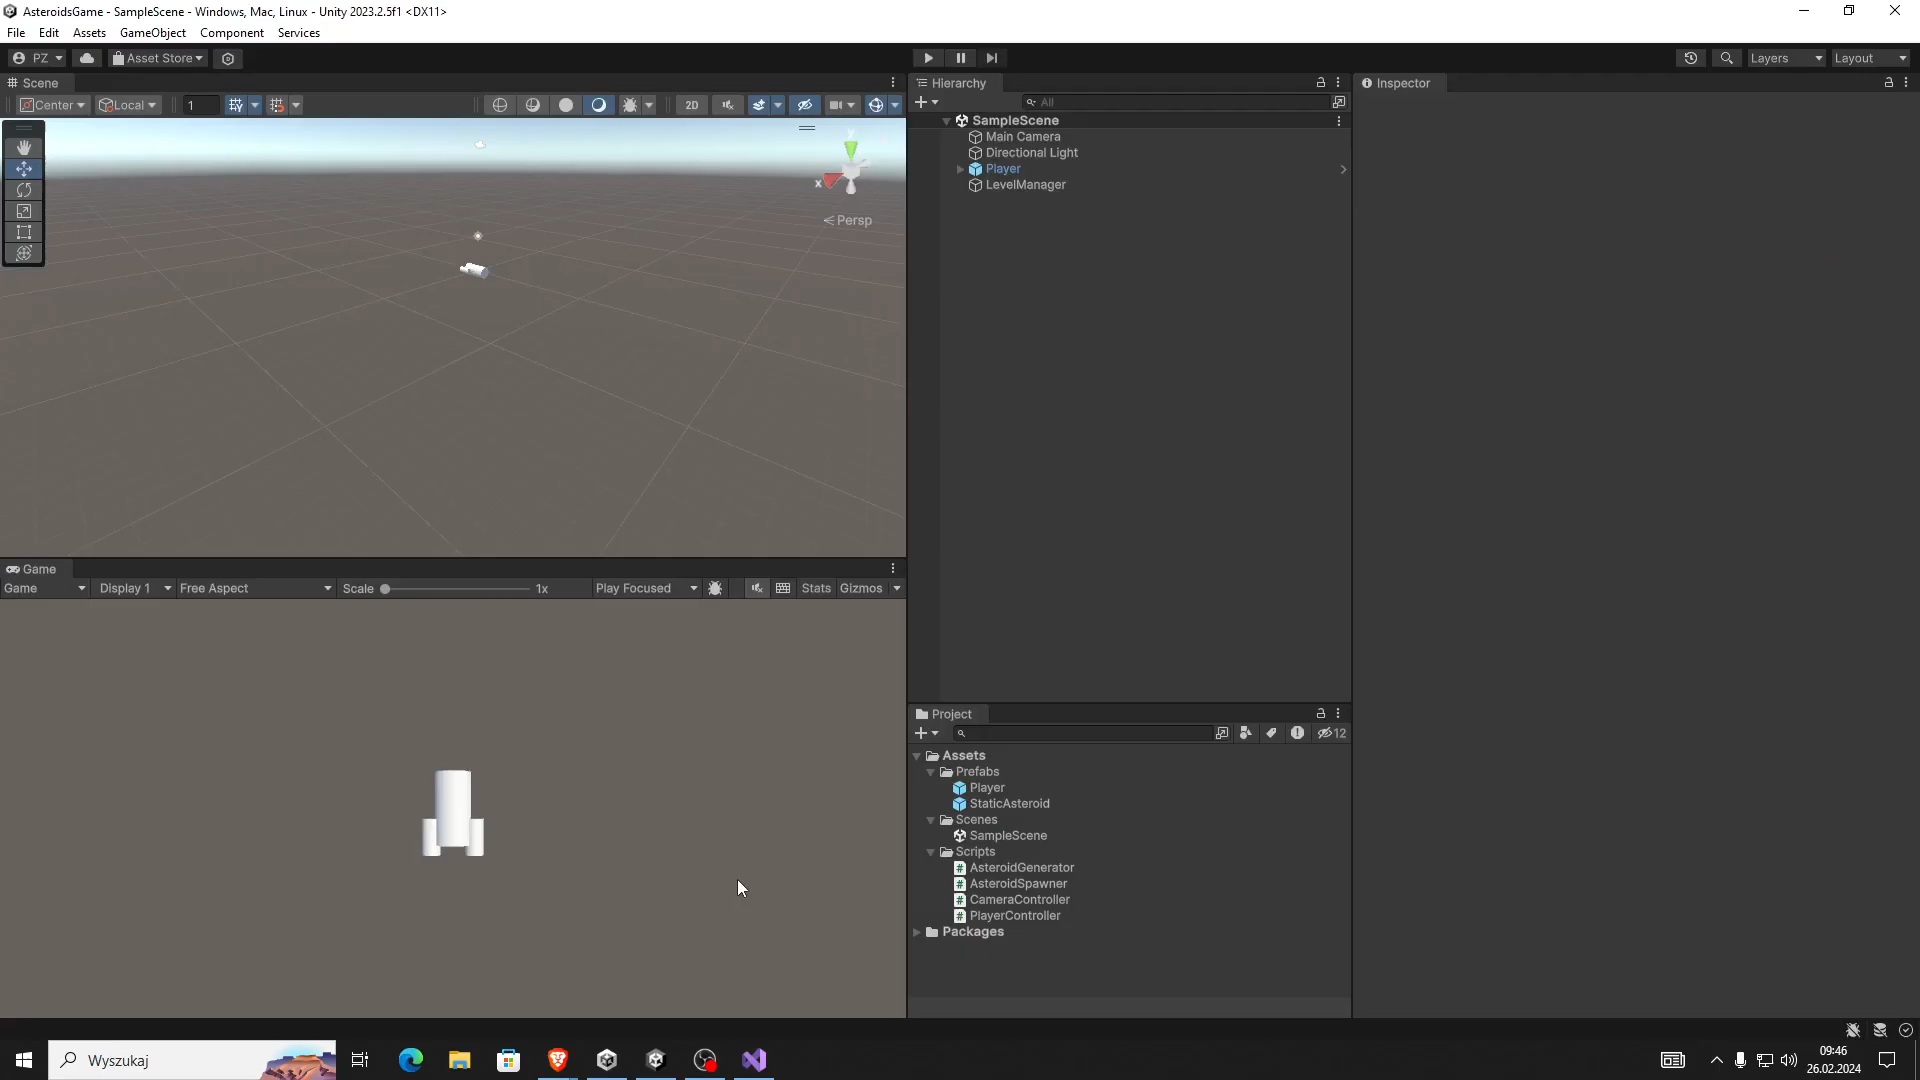 AsteroidsGame - SampleScene - Windows, Mac, Linux - Unity 2023.2.5f1 <DX11>
File Edit Assets GameObject Component Services
PZ Asset Store Layers Layout
Scene
Center Local 1 2D
Y
X
Persp
Hierarchy
All
SampleScene
Main Camera
Directional Light
Player
LevelManager
Inspector
Game
Game Display 1 Free Aspect Scale 1x Play Focused Stats Gizmos
Project
12
Assets
Prefabs
Player
StaticAsteroid
Scenes
SampleScene
Scripts
# AsteroidGenerator
# AsteroidSpawner
# CameraController
# PlayerController
Packages
Wyszukaj
09:46
26.02.2024